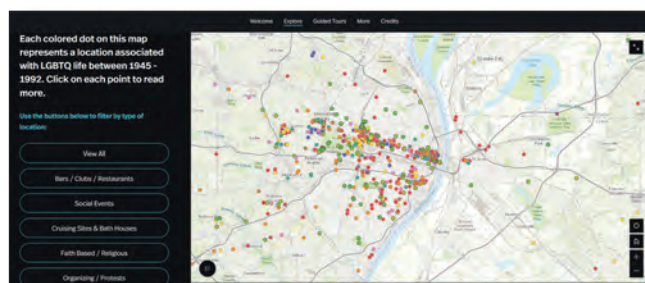 Welcome Explore Guided Tours More Credits
Each colored dot on this map
represents a location associated
with LGBTQ life between 1945 -
1992. Click on each point to read
more.
Use the buttons below to filter by type of
location:
View All
Bars / Clubs / Restaurants
Social Events
Cruising Sites & Bath Houses
Faith Based / Religious
Organizing / Protests